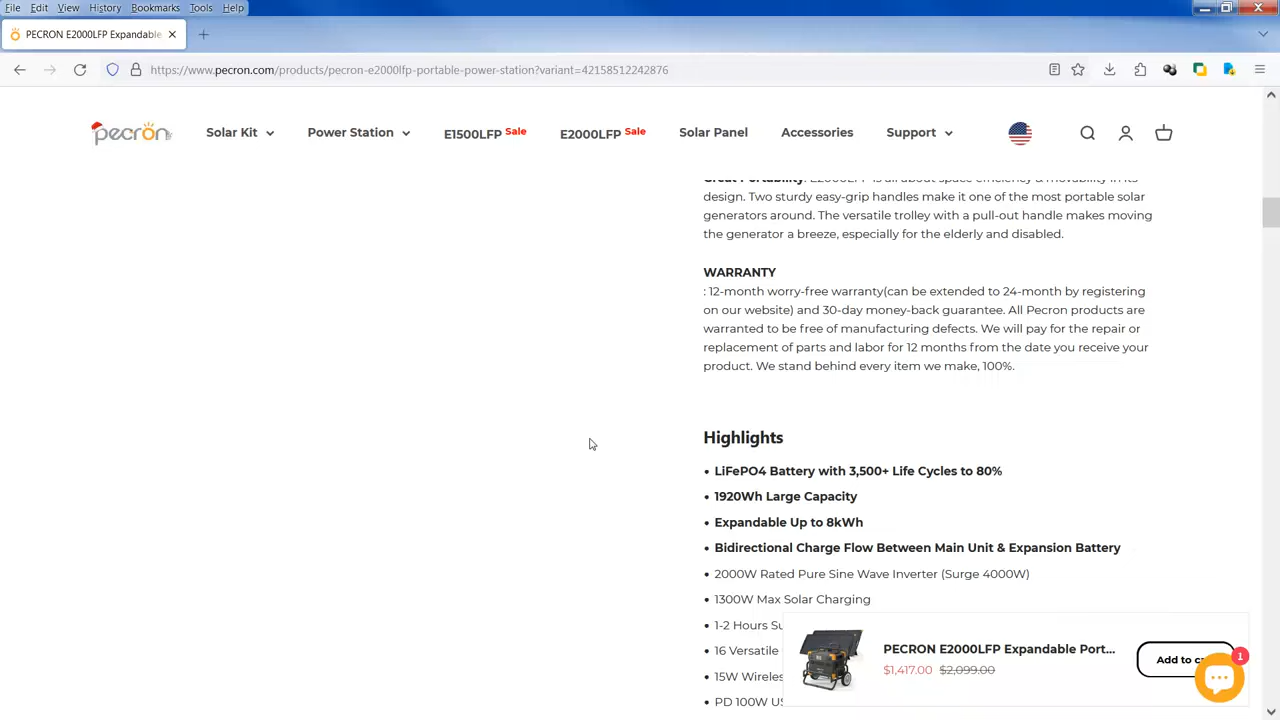 File Edit View History Bookmarks Tools Help
PECRON E2000LFP Expandable
https://www.pecron.com/products/pecron-e2000lfp-portable-power-station?variant=42158512242876
pecron
Solar Kit Power Station E1500LFP Sale E2000LFP Sale Solar Panel Accessories Support
Great Portability: E2000LFP is all about space efficiency & movability in its
design. Two sturdy easy-grip handles make it one of the most portable solar
generators around. The versatile trolley with a pull-out handle makes moving
the generator a breeze, especially for the elderly and disabled.
WARRANTY
: 12-month worry-free warranty(can be extended to 24-month by registering
on our website) and 30-day money-back guarantee. All Pecron products are
warranted to be free of manufacturing defects. We will pay for the repair or
replacement of parts and labor for 12 months from the date you receive your
product. We stand behind every item we make, 100%.
Highlights
• LiFePO4 Battery with 3,500+ Life Cycles to 80%
• 1920Wh Large Capacity
• Expandable Up to 8kWh
• Bidirectional Charge Flow Between Main Unit & Expansion Battery
• 2000W Rated Pure Sine Wave Inverter (Surge 4000W)
• 1300W Max Solar Charging
• 1-2 Hours Su
• 16 Versatile
• 15W Wireles
• PD 100W US
PECRON E2000LFP Expandable Port...
$1,417.00 $2,099.00
Add to c
1